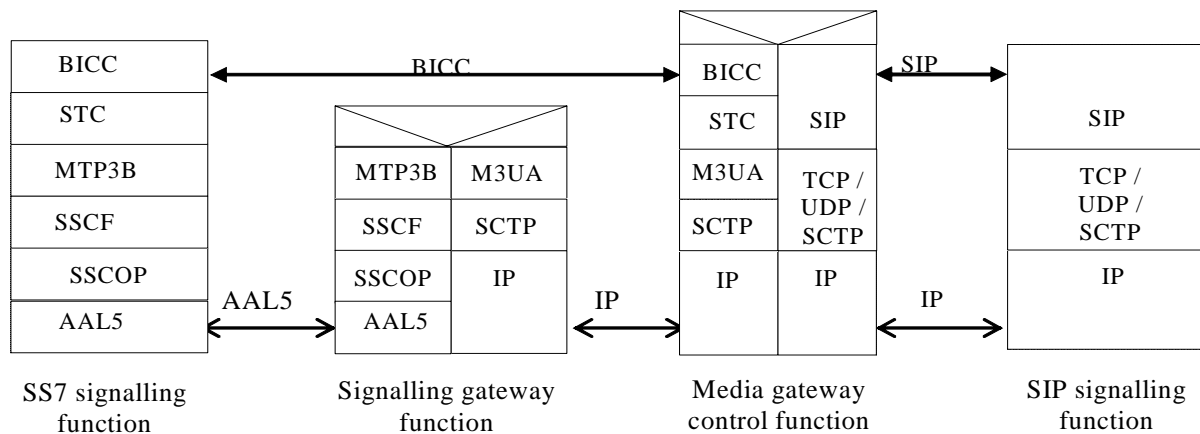 BICC
STC
MTP3B
SSCF
SSCOP
AAL5
SS7 signalling
function
BICC
AAL5
MTP3B
SSCF
SSCOP
AAL5
M3UA
SCTP
IP
Signalling gateway
function
IP
BICC
STC
M3UA
SCTP
IP
SIP
TCP /
UDP /
SCTP
IP
Media gateway
control function
SIP
IP
SIP
TCP /
UDP /
SCTP
IP
SIP signalling
function